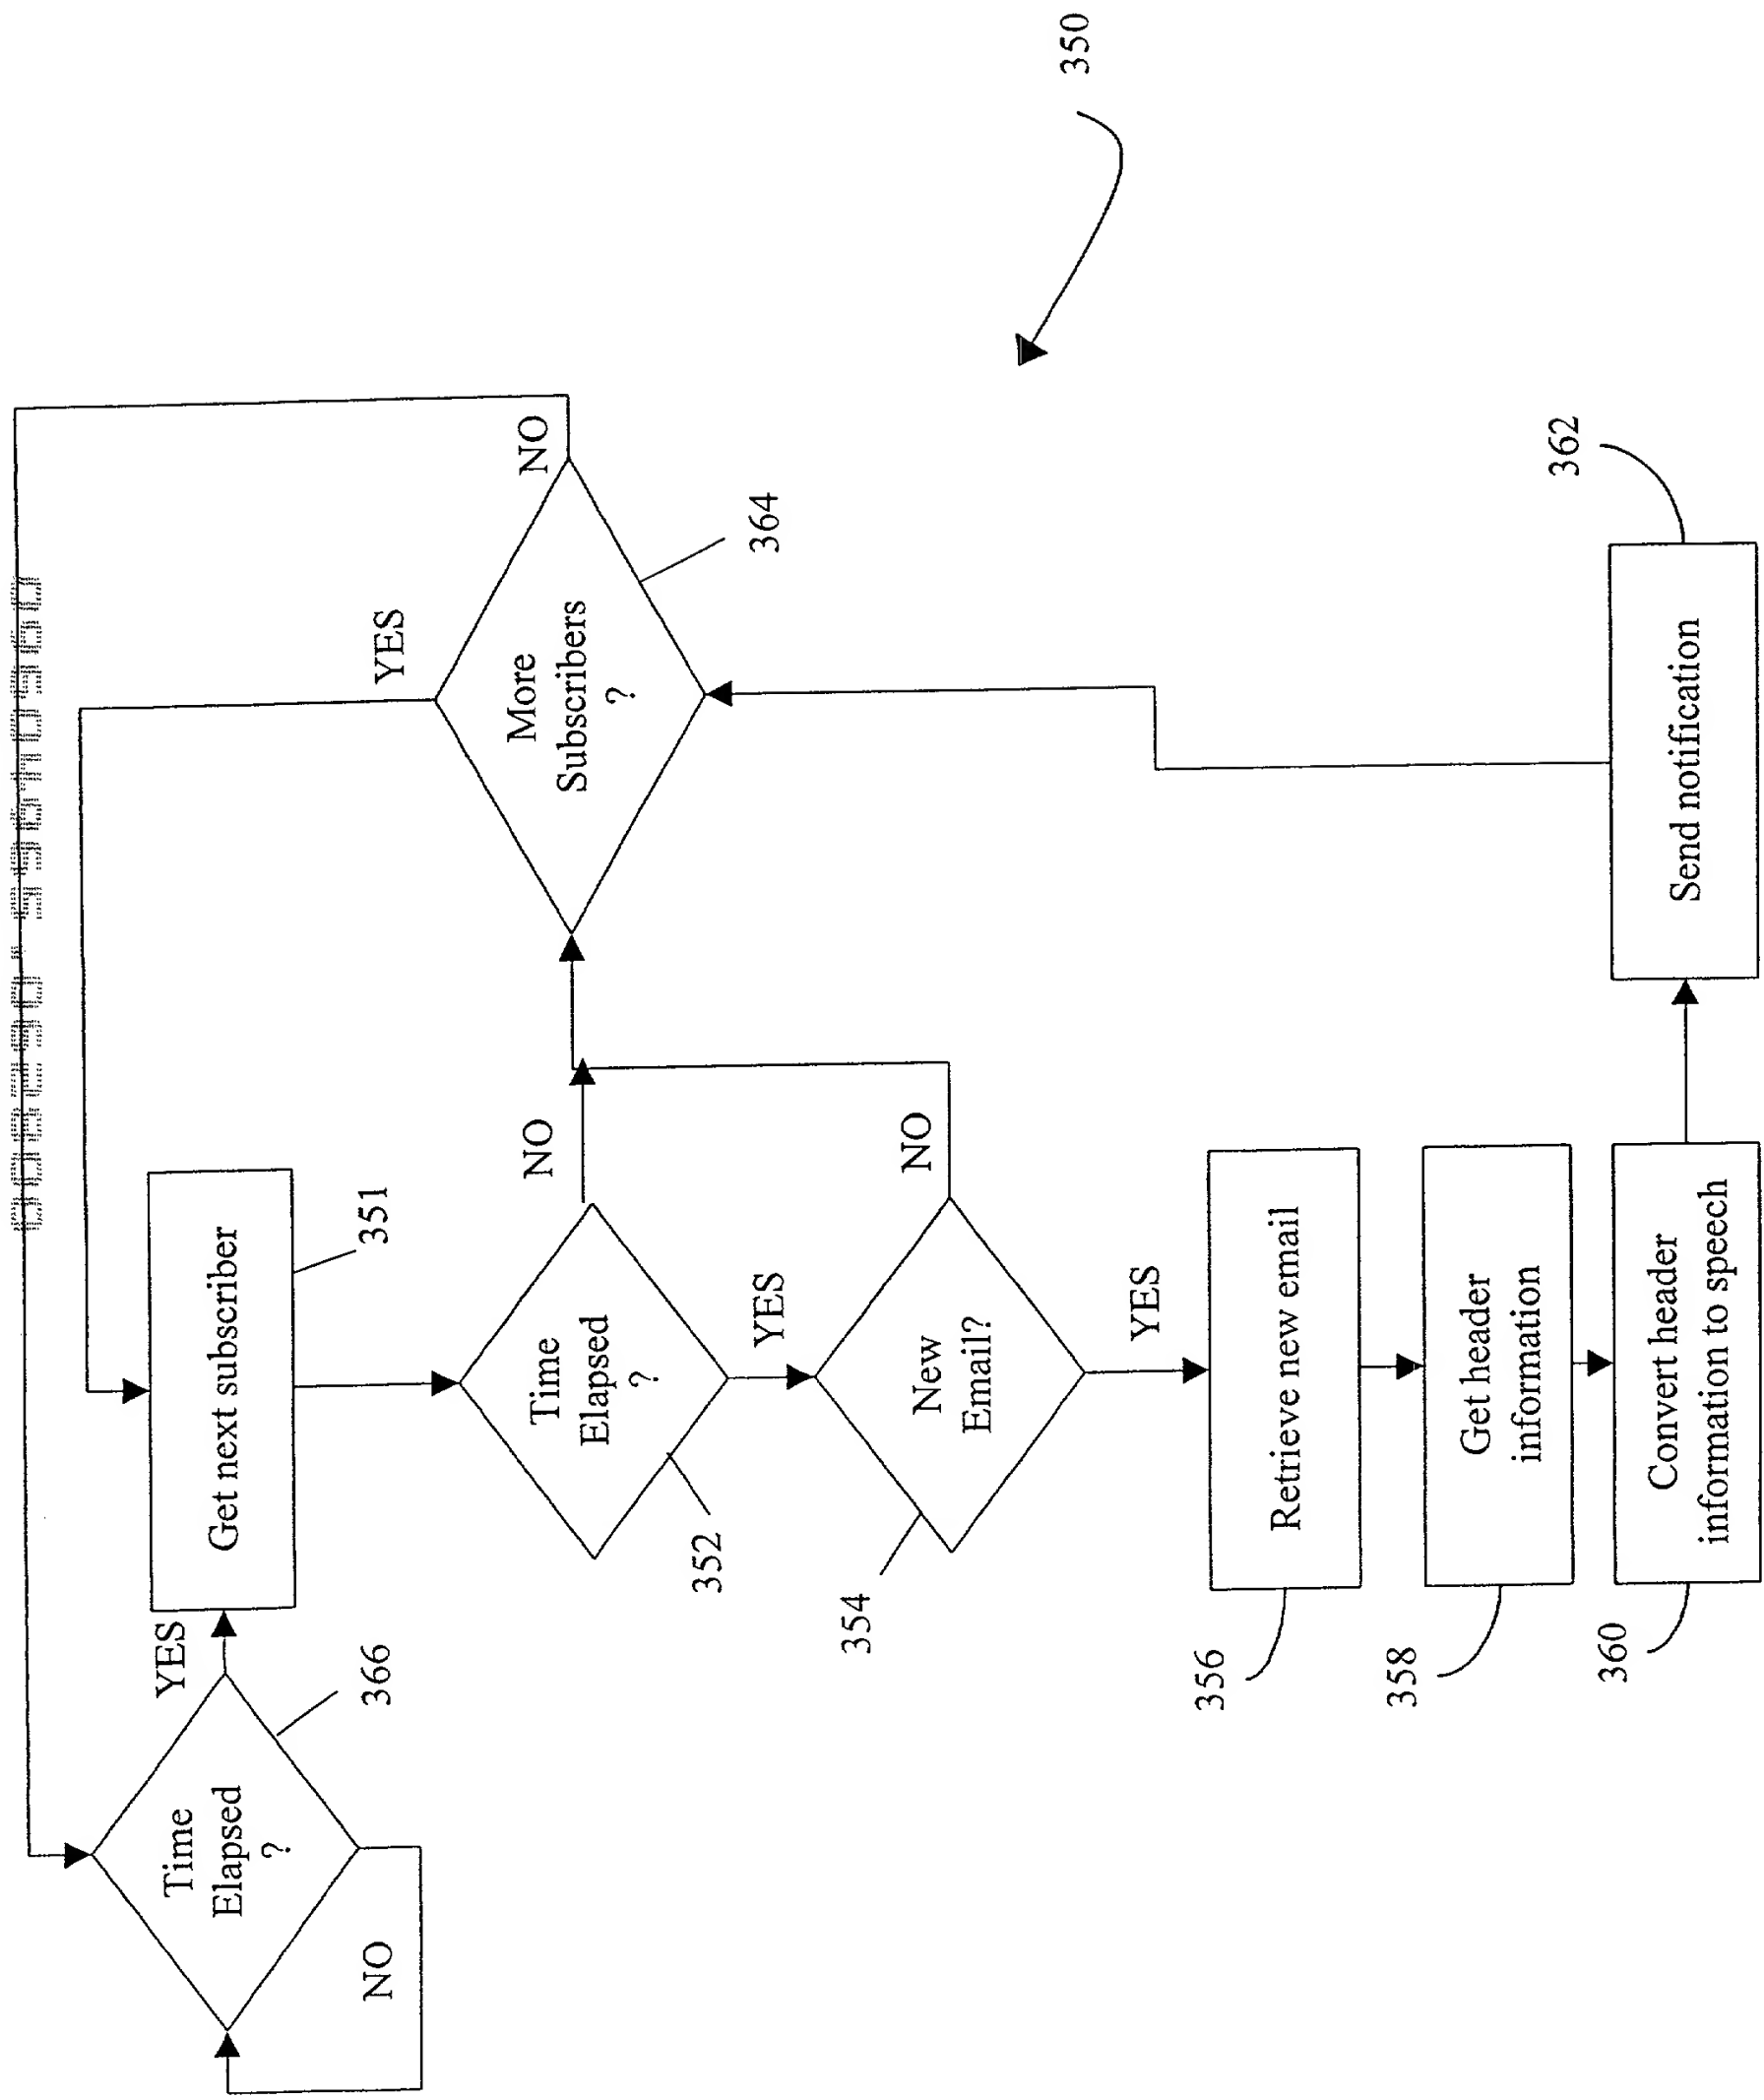 Time
Elapsed
?
366
YES
NO
Get next subscriber
351
Time
Elapsed
?
352
NO
YES
New
Email?
354
NO
YES
Retrieve new email
356
Get header
information
358
Convert header
information to speech
360
Send notification
362
More
Subscribers
?
364
YES
NO
350